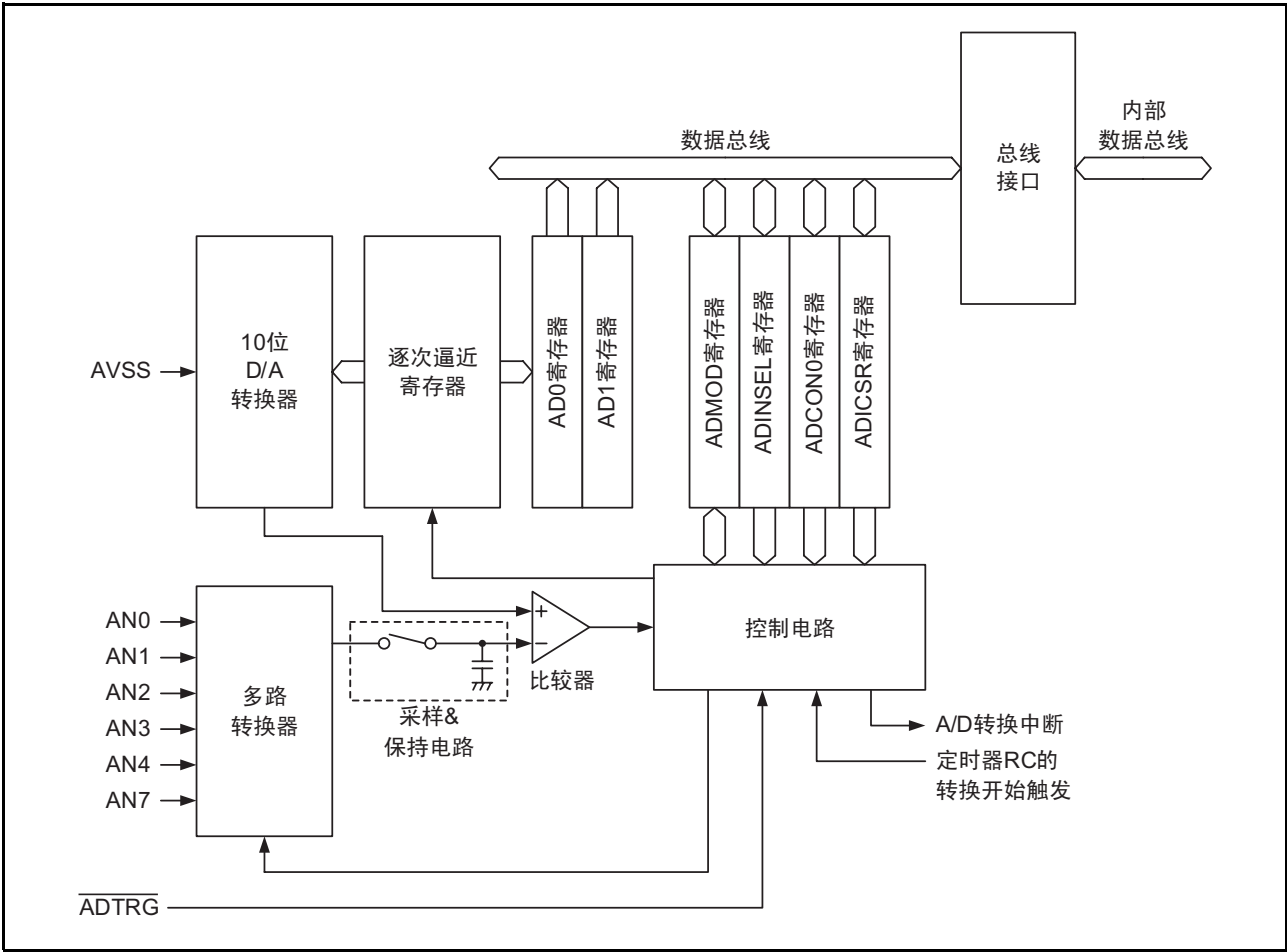 内部
数据总线
数据总线
总线
接口
AVSS
10位
D/A
转换器
逐次逼近
寄存器
AD0寄存器
AD1寄存器
ADMOD寄存器
ADINSEL寄存器
ADCON0寄存器
ADICSR寄存器
AN0
AN1
AN2
AN3
AN4
AN7
多路
转换器
采样&
保持电路
+
−
比较器
控制电路
A/D转换中断
定时器RC的
转换开始触发
ADTRG